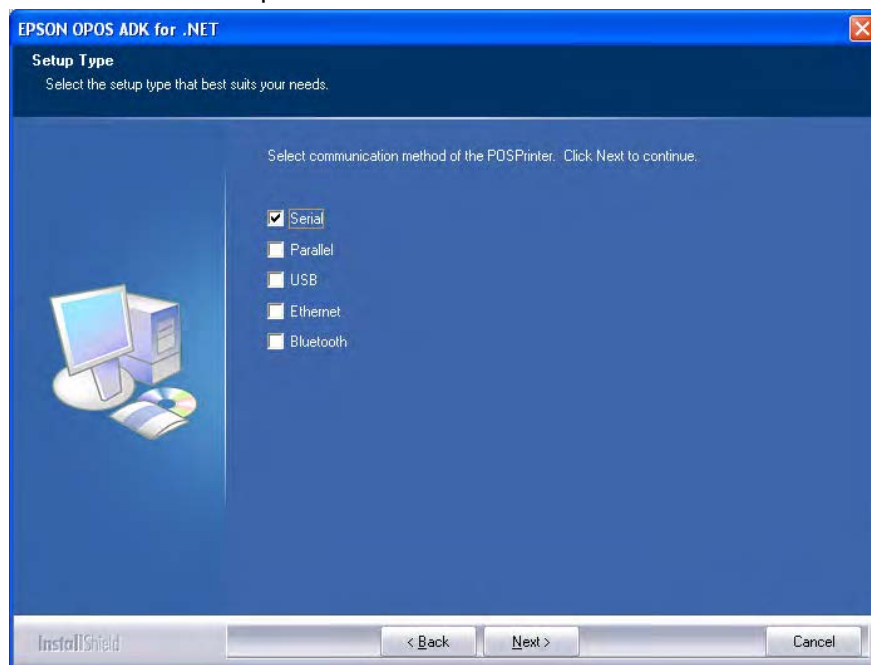 EPSON OPOS ADK for .NET
Setup Type
Select the setup type that best suits your needs.
Select communication method of the POSPrinter. Click Next to continue.
Serial
Parallel
USB
Ethernet
Bluetooth
InstallShield
< Back
Next >
Cancel